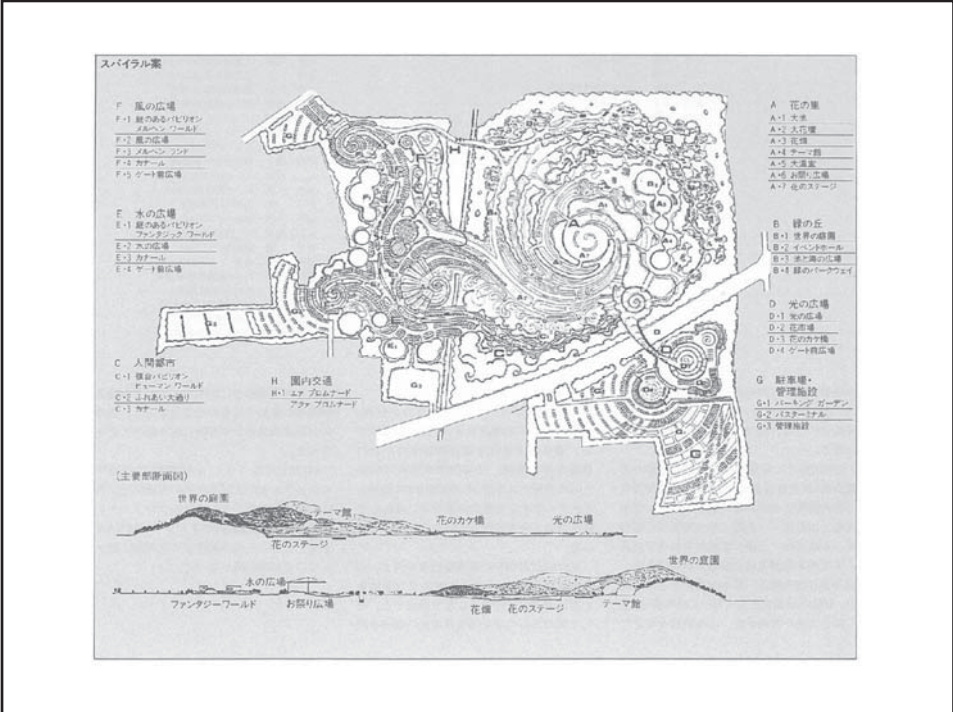 スパイラル案
F 風の広場
F・1 庭のあるパビリオン
メルヘン ワールド
F・2 風の広場
F・3 メルヘン ランド
F・4 カナール
F・5 ゲート前広場
E 水の広場
E・1 庭のあるパビリオン
ファンタジック ワールド
E・2 水の広場
E・3 カナール
E・4 ゲート前広場
C 人間都市
C・1 複合パビリオン
ヒューマン ワールド
C・2 ふれあい大通り
C・3 カナール
H 園内交通
H・1 エア プロムナード
アクア プロムナード
A 花の里
A・1 大水
A・2 大花壇
A・3 花畑
A・4 テーマ館
A・5 大温室
A・6 お祭り広場
A・7 花のステージ
B 緑の丘
B・1 世界の庭園
B・2 イベントホール
B・3 池と海の広場
B・4 緑のパークウェイ
D 光の広場
D・1 光の広場
D・2 花市場
D・3 花のカケ橋
D・4 ゲート前広場
G 駐車場・
管理施設
G・1 パーキング ガーデン
G・2 バスターミナル
G・3 管理施設
H
A
C
G
G₂
G₃
〔主要部断面図〕
世界の庭園
テーマ館
花のカケ橋
光の広場
花のステージ
世界の庭園
水の広場
ファンタジーワールド
お祭り広場
花畑
花のステージ
テーマ館